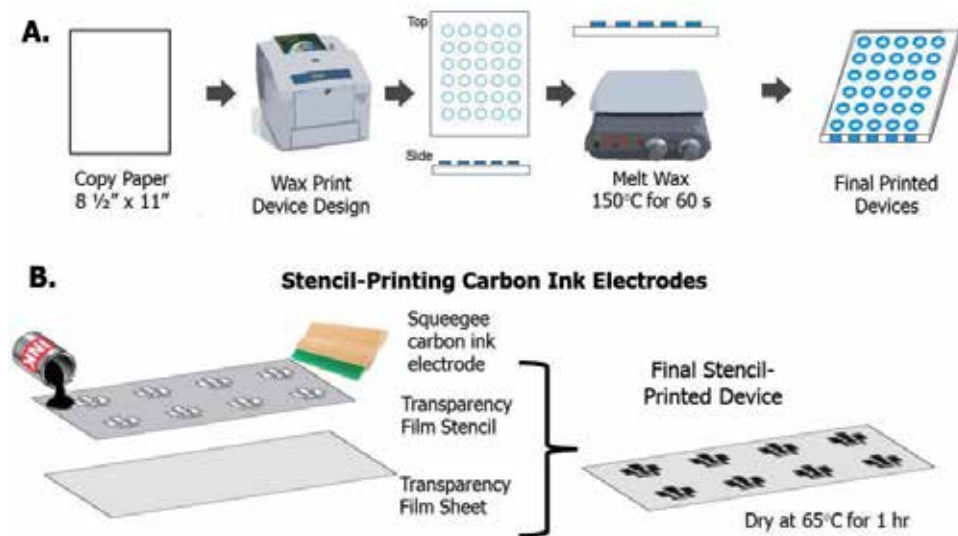 A.
Copy Paper
8 ½” x 11”
Wax Print
Device Design
Top
Side
Melt Wax
150°C for 60 s
Final Printed
Devices
B.
Stencil-Printing Carbon Ink Electrodes
INK
Squeegee
carbon ink
electrode
Transparency
Film Stencil
Transparency
Film Sheet
Final Stencil-
Printed Device
Dry at 65°C for 1 hr